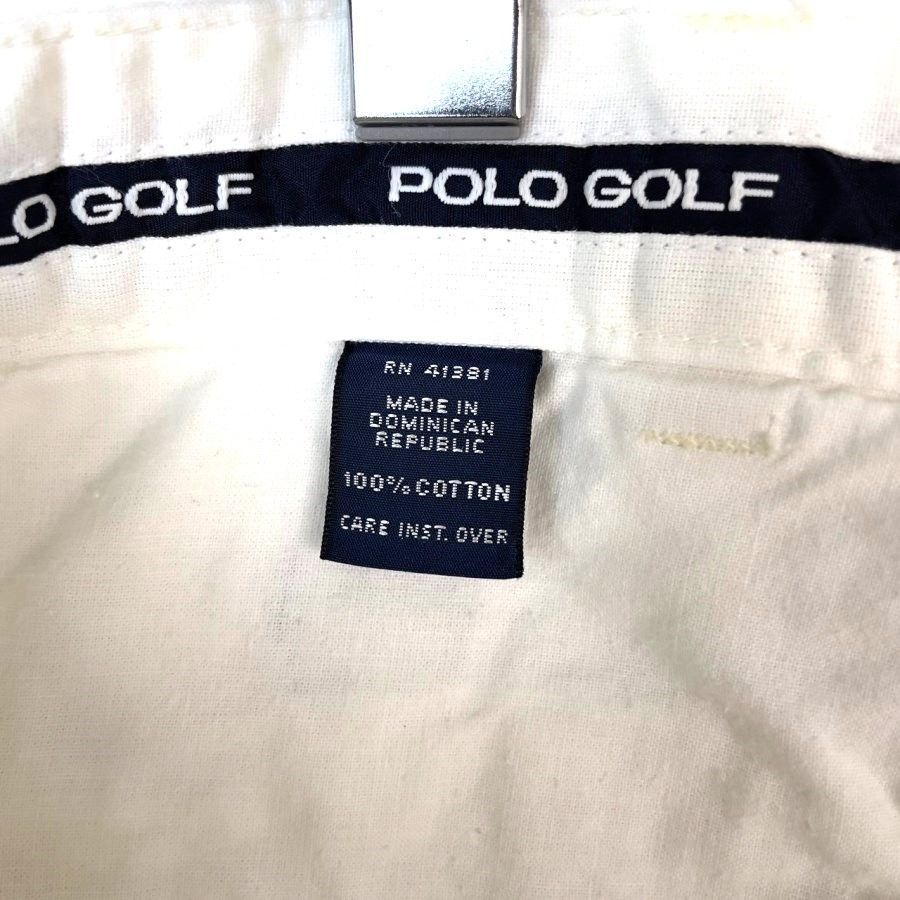 LO GOLF POLO GOLF
RN 41381
MADE IN
DOMINICAN
REPUBLIC
100% COTTON
CARE INST. OVER